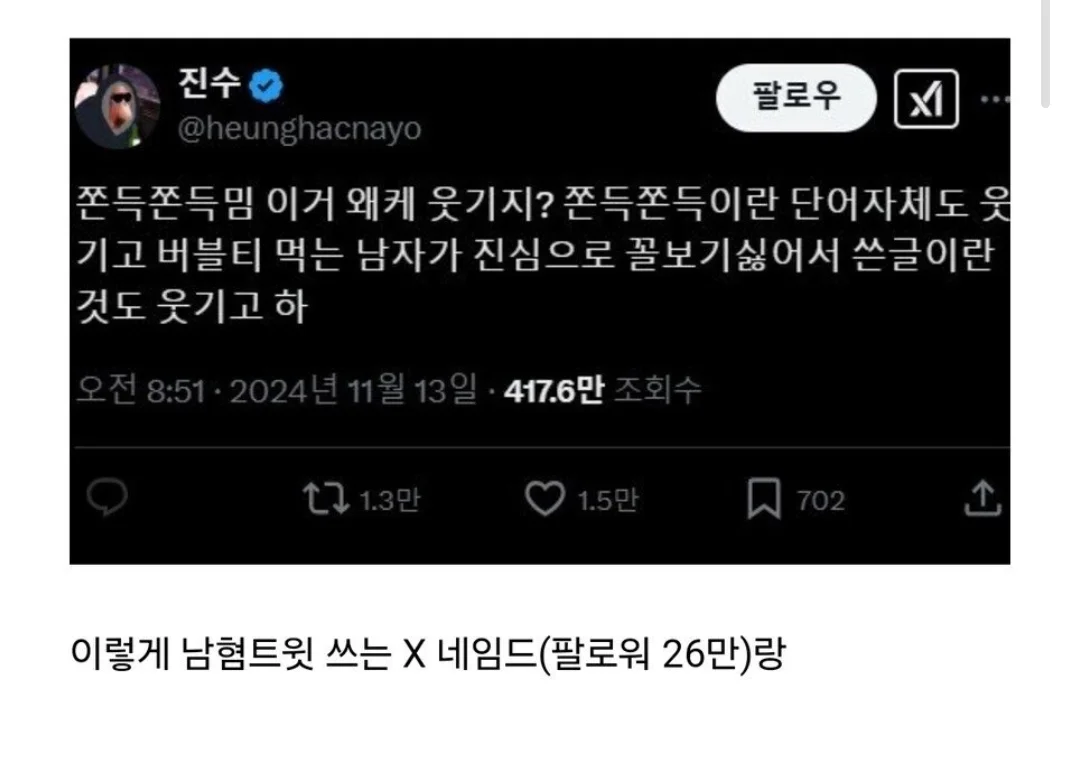 진수
@heunghacnayo
팔로우
쫀득쫀득밈 이거 왜케 웃기지? 쫀득쫀득이란 단어자체도 웃
기고 버블티 먹는 남자가 진심으로 꼴보기싫어서 쓴글이란
것도 웃기고 하
오전 8:51 · 2024년 11월 13일 · 417.6만 조회수
1.3만 1.5만 702
이렇게 남혐트윗 쓰는 X 네임드(팔로워 26만)랑